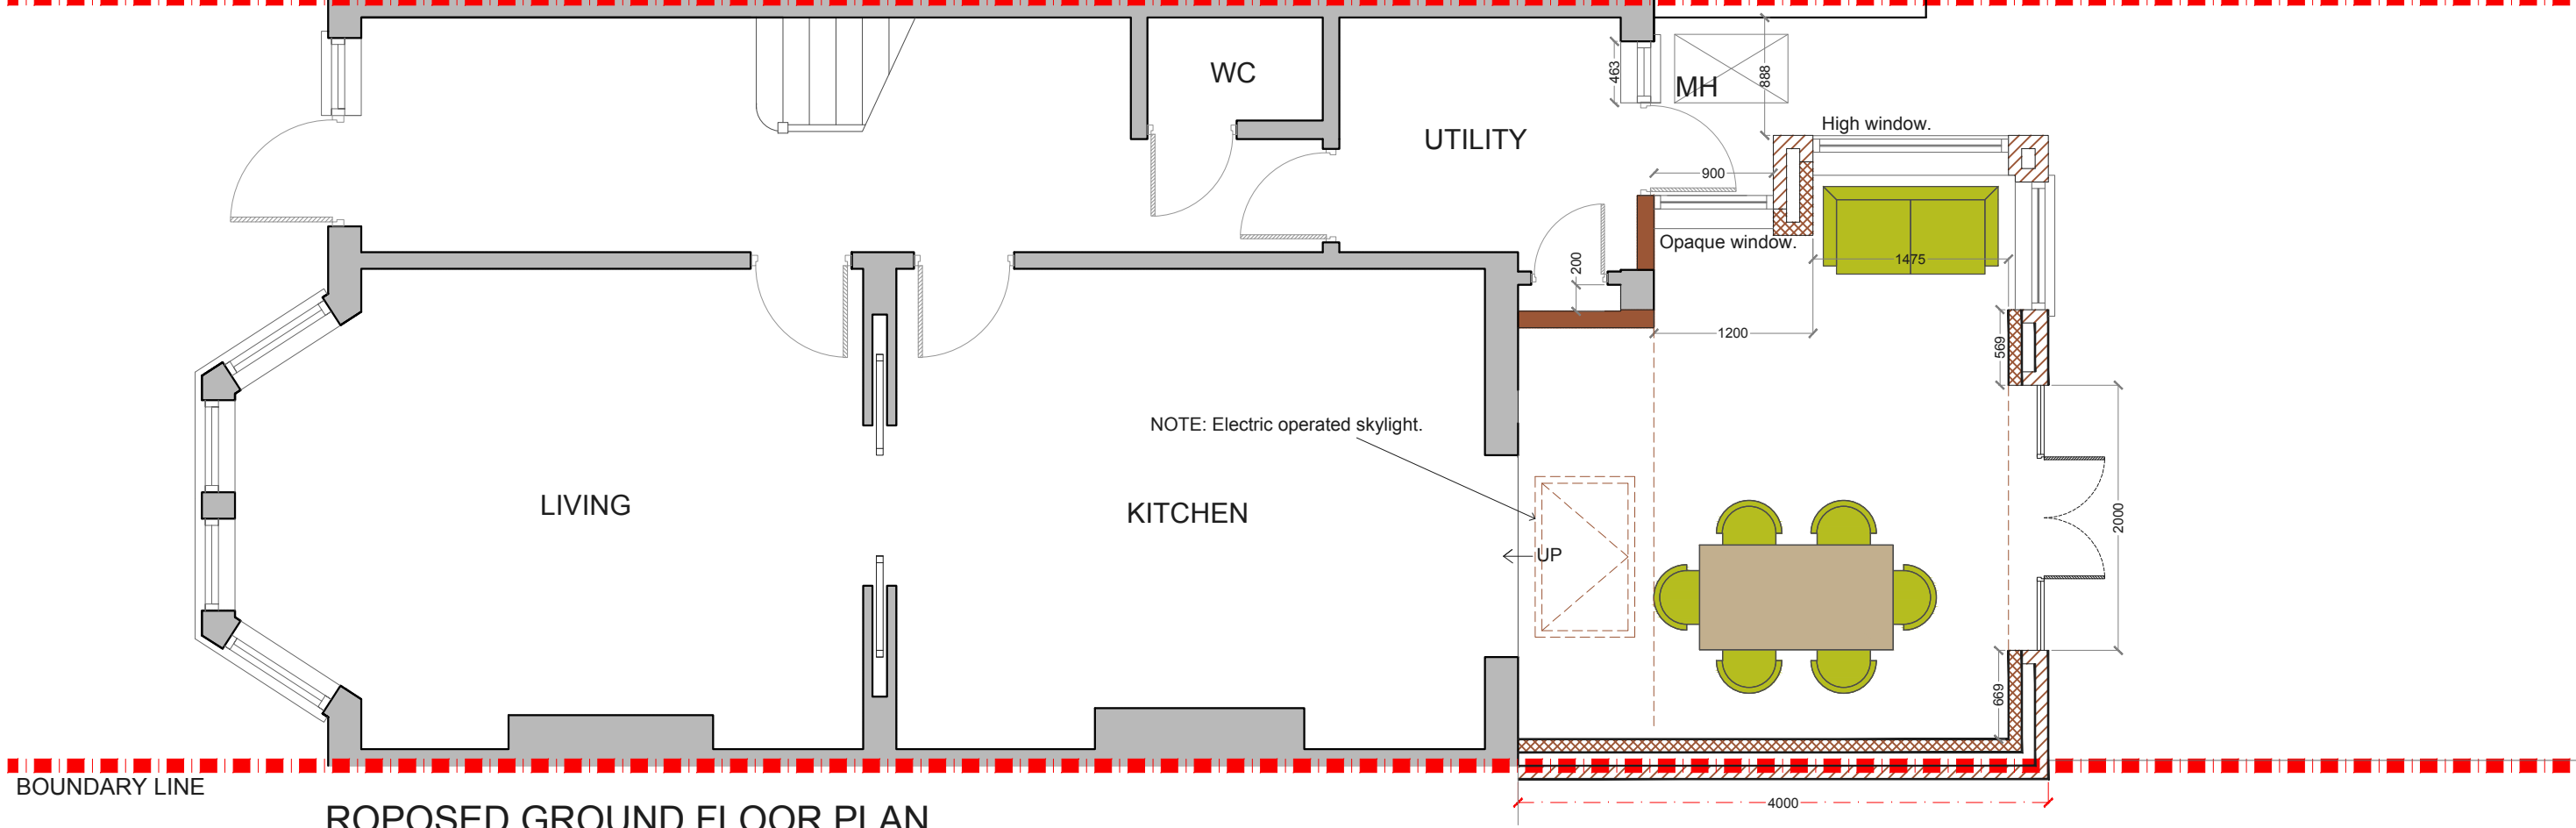 WC
463
MH
888
High window.
UTILITY
900
Opaque window.
200
1475
1200
569
NOTE: Electric operated skylight.
LIVING
KITCHEN
2000
UP
669
BOUNDARY LINE
4000
ROPOSED GROUND FLOOR PLAN